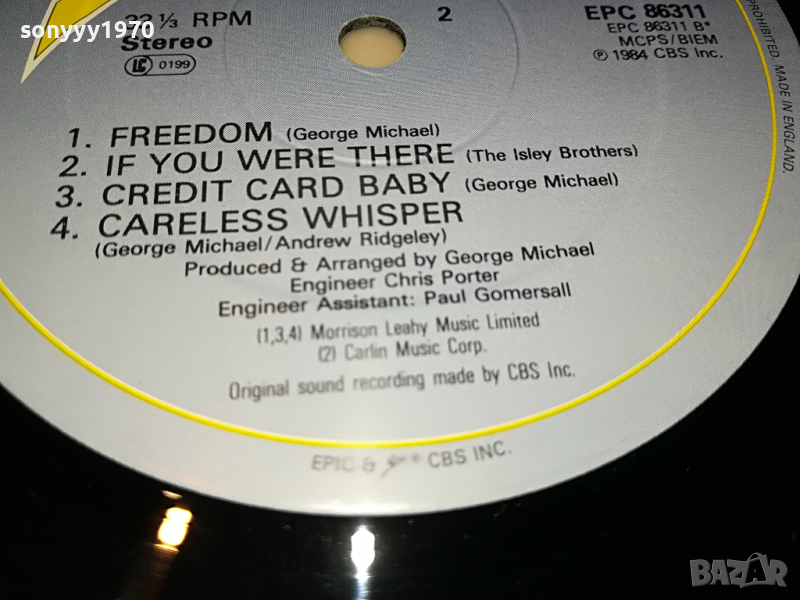 sonyyy1970
33 ⅓ RPM
Stereo
LC 0199
2
EPC 86311
EPC 86311 B*
MCPS/BIEM
℗ 1984 CBS Inc.
PROHIBITED. MADE IN ENGLAND.
1. FREEDOM (George Michael)
2. IF YOU WERE THERE (The Isley Brothers)
3. CREDIT CARD BABY (George Michael)
4. CARELESS WHISPER
(George Michael/Andrew Ridgeley)
Produced & Arranged by George Michael
Engineer Chris Porter
Engineer Assistant: Paul Gomersall
(1,3,4) Morrison Leahy Music Limited
(2) Carlin Music Corp.
Original sound recording made by CBS Inc.
EPIC & ® CBS INC.
BAZAR